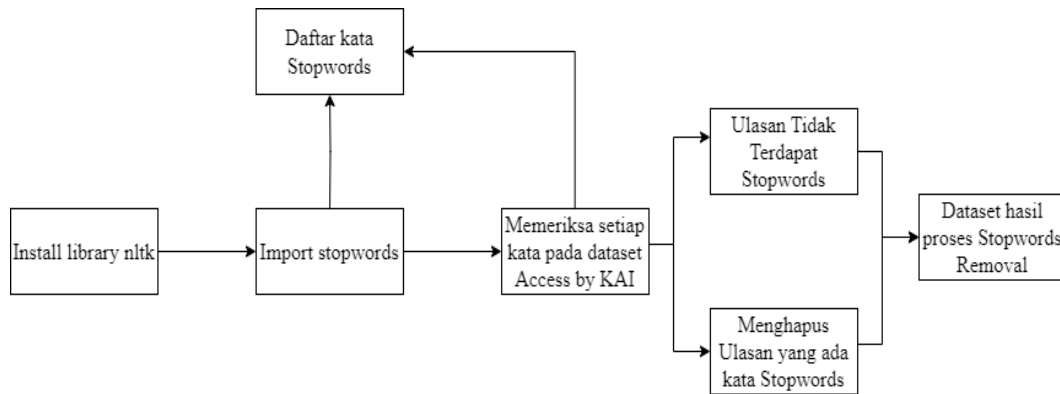 Daftar kata
Stopwords
Ulasan Tidak
Terdapat
Stopwords
Install library nltk
Import stopwords
Memeriksa setiap
kata pada dataset
Access by KAI
Dataset hasil
proses Stopwords
Removal
Menghapus
Ulasan yang ada
kata Stopwords